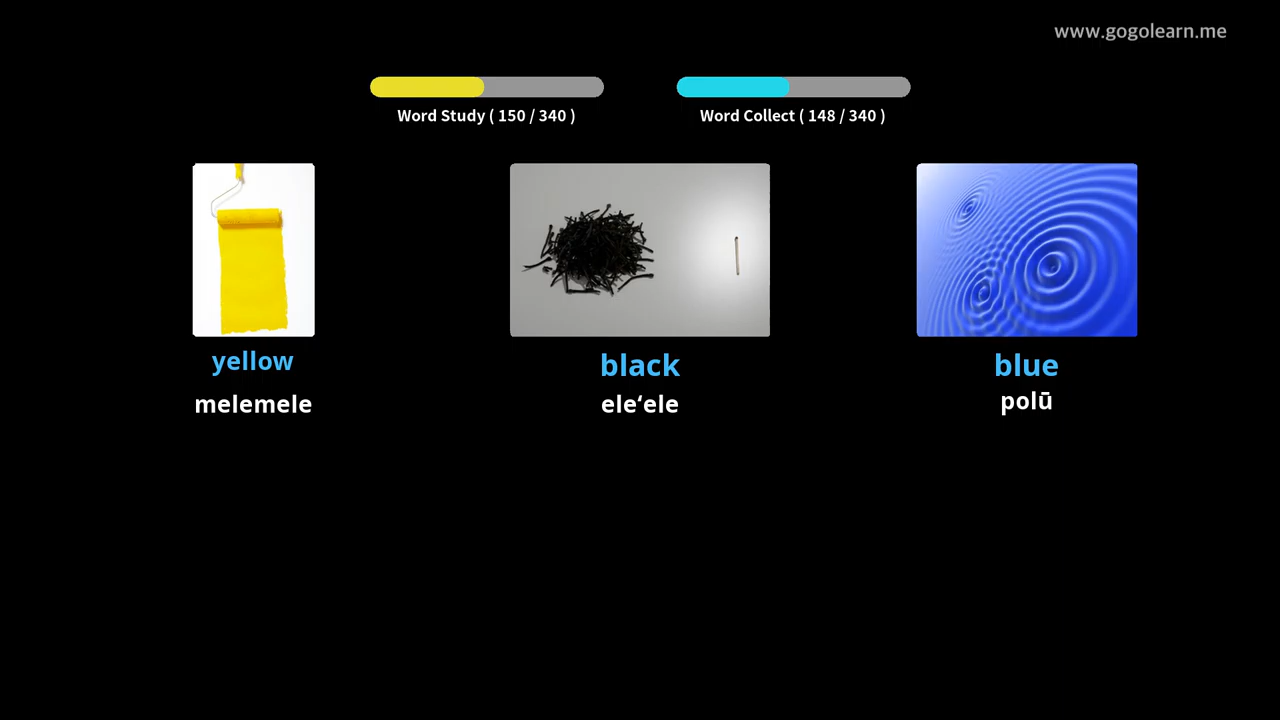 www.gogolearn.me
Word Study ( 150 / 340 )
Word Collect ( 148 / 340 )
yellow
melemele
black
eleʻele
blue
polū